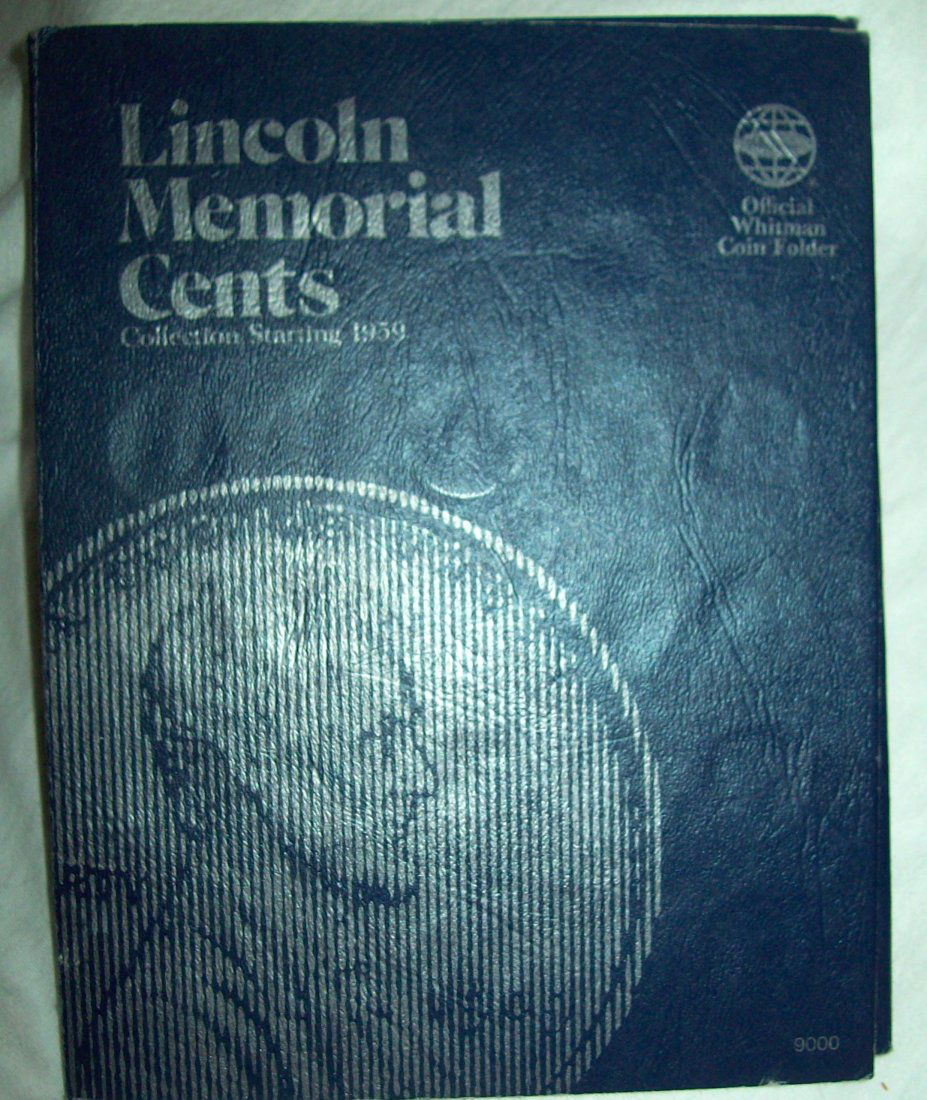 Lincoln
Memorial
Cents
Collection Starting 1959
Official
Whitman
Coin Folder
9000